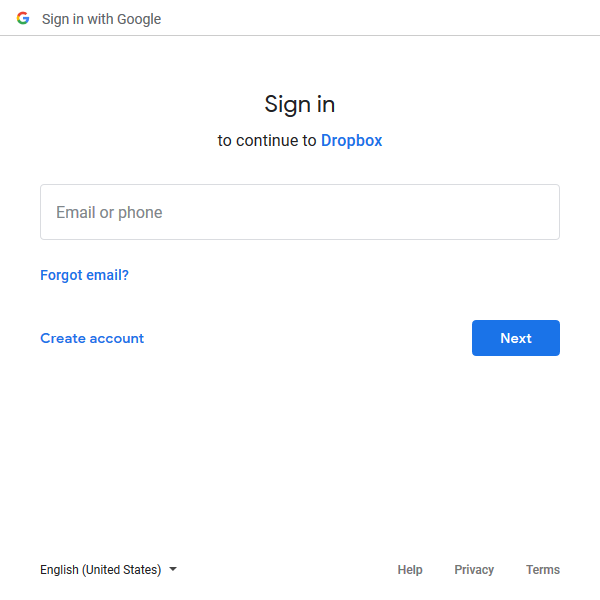 Sign in with Google
Sign in
to continue to Dropbox
Email or phone
Forgot email?
Create account
Next
English (United States)
Help
Privacy
Terms